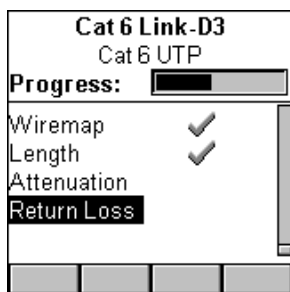 Cat 6 Link-D3
Cat 6 UTP
Progress:
Wiremap
Length
Attenuation
Return Loss